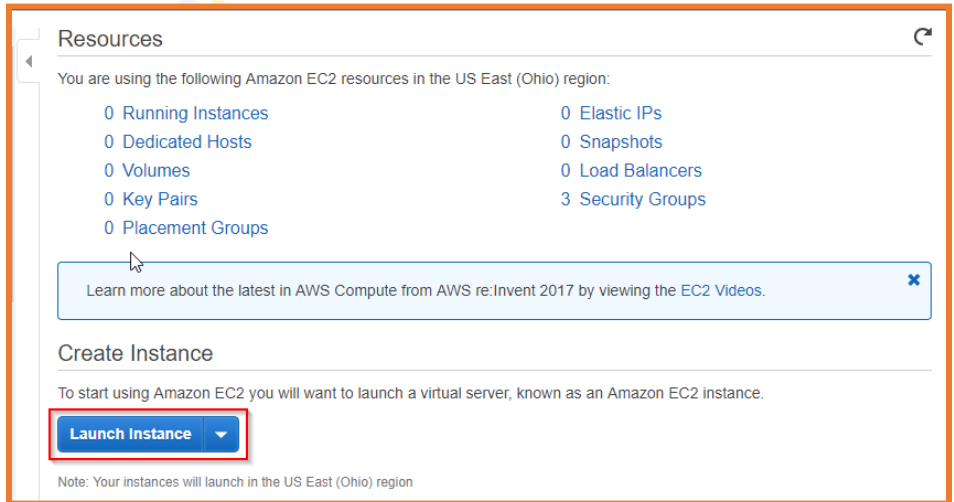 Resources
You are using the following Amazon EC2 resources in the US East (Ohio) region:
0 Running Instances
0 Elastic IPs
0 Dedicated Hosts
0 Snapshots
0 Volumes
0 Load Balancers
0 Key Pairs
3 Security Groups
0 Placement Groups
Learn more about the latest in AWS Compute from AWS re:Invent 2017 by viewing the EC2 Videos.
Create Instance
To start using Amazon EC2 you will want to launch a virtual server, known as an Amazon EC2 instance.
Launch Instance
Note: Your instances will launch in the US East (Ohio) region